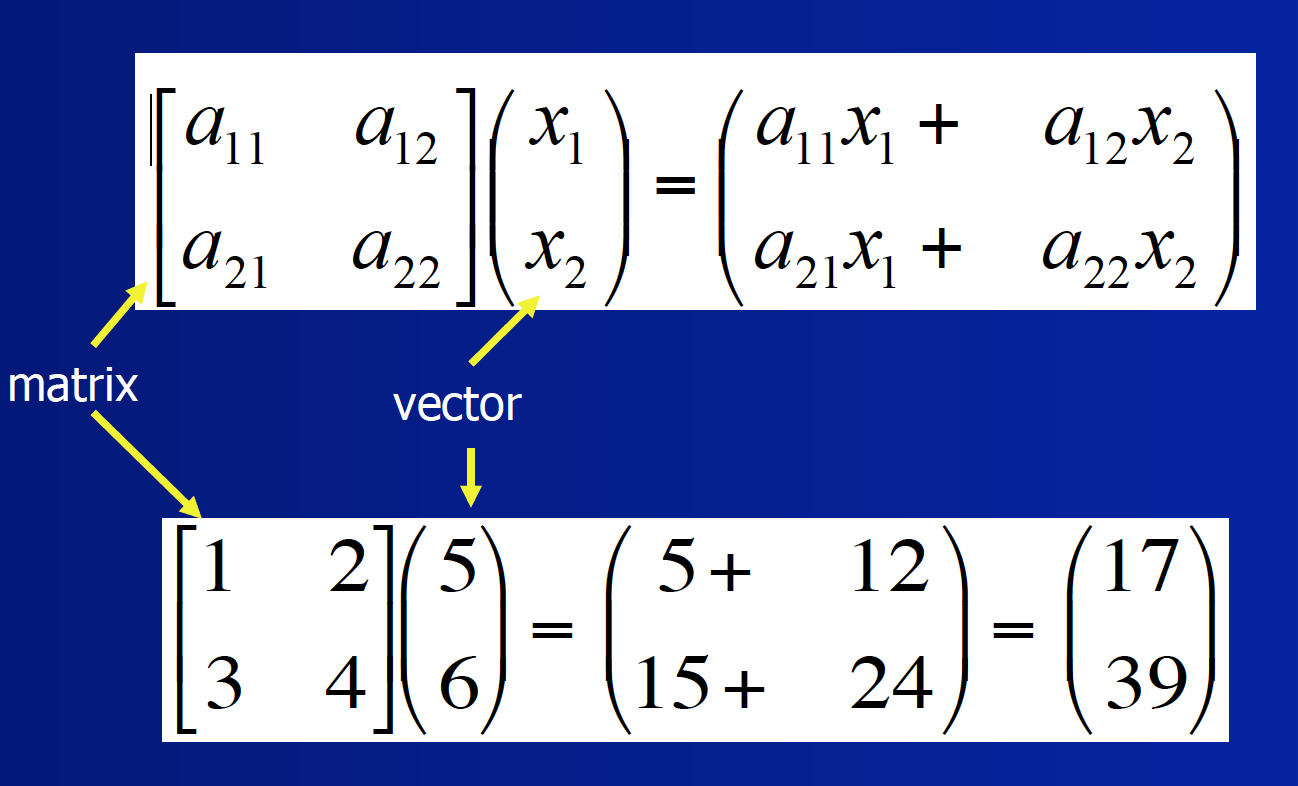 [a₁₁ a₁₂] (x₁) = (a₁₁x₁ + a₁₂x₂)
[a₂₁ a₂₂] (x₂) (a₂₁x₁ + a₂₂x₂)
matrix
vector
[1 2] (5) = (5 + 12) = (17)
[3 4] (6) (15 + 24) (39)